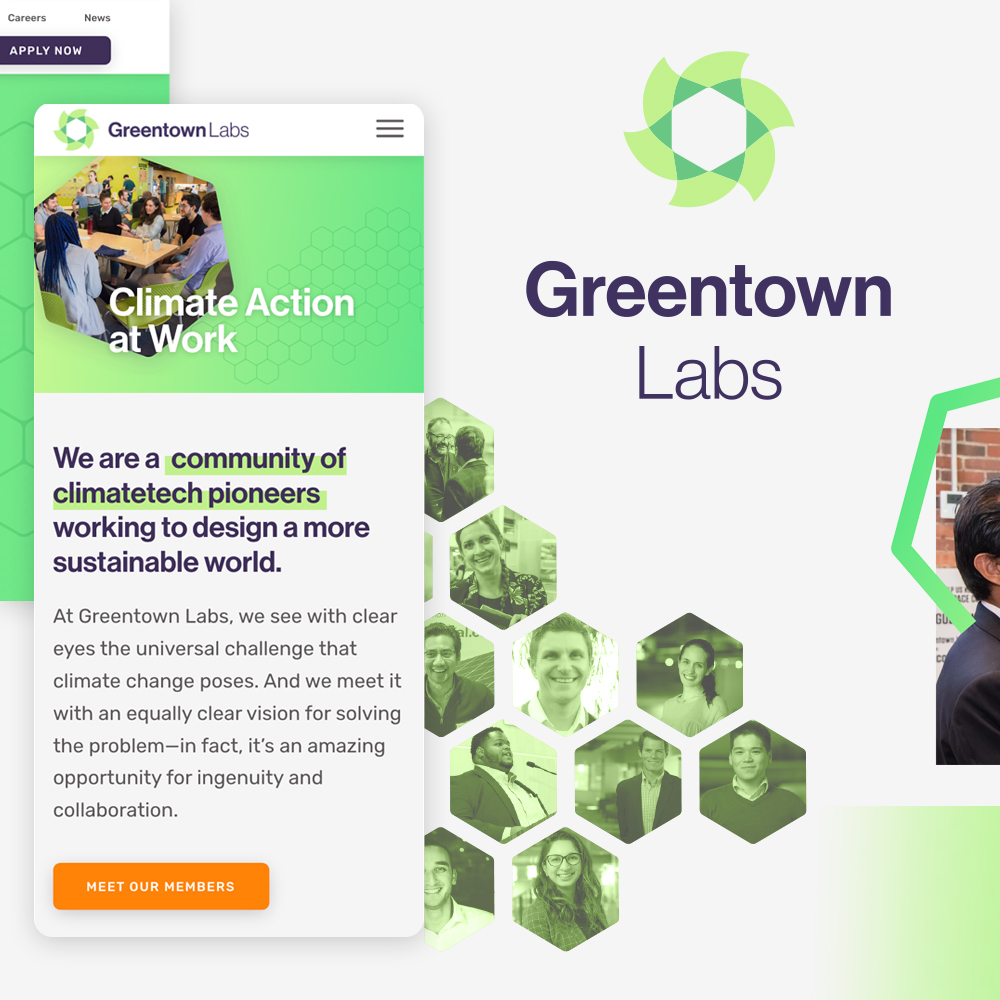 Careers News
APPLY NOW
Greentown Labs
Climate Action
at Work
We are a community of
climatetech pioneers
working to design a more
sustainable world.
At Greentown Labs, we see with clear
eyes the universal challenge that
climate change poses. And we meet it
with an equally clear vision for solving
the problem—in fact, it’s an amazing
opportunity for ingenuity and
collaboration.
MEET OUR MEMBERS
Greentown
Labs